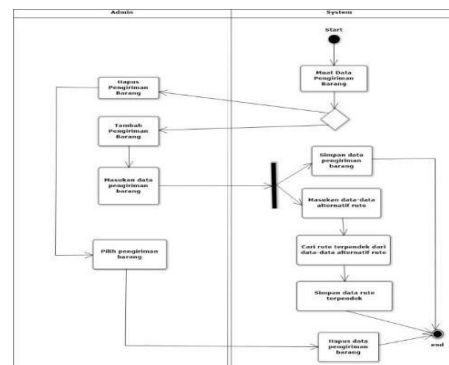 Admin
System
Start
Muat Data
Pengiriman
Barang
Hapus
Pengiriman
Barang
Tambah
Pengiriman
Barang
Masukan data
pengiriman
barang
Simpan data
pengiriman
barang
Masukan data-data
alternatif rute
Cari rute terpendek dari
data-data alternatif rute
Pilih pengiriman
barang
Simpan data rute
terpendek
Hapus data
pengiriman
barang
end